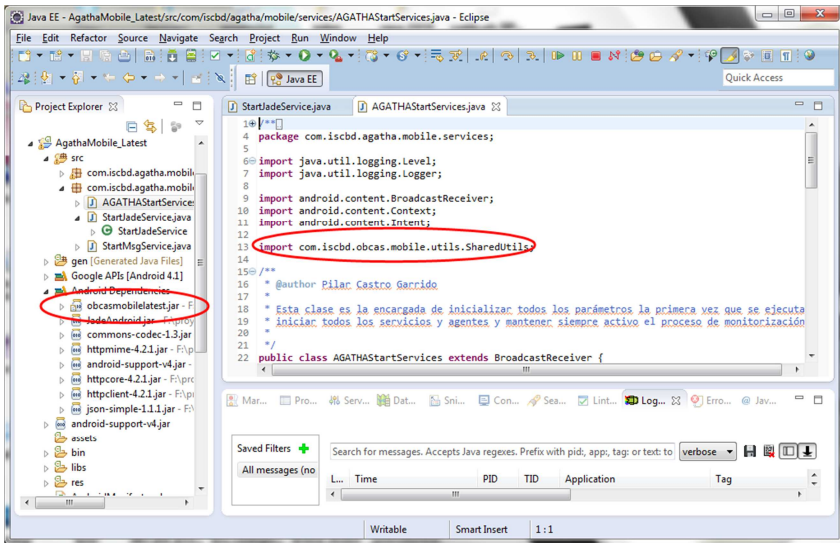 Java EE - AgathaMobile_Latest/src/com/iscbd/agatha/mobile/services/AGATHAStartServices.java - Eclipse
File Edit Refactor Source Navigate Search Project Run Window Help
Java EE
Quick Access
Project Explorer
AgathaMobile_Latest
src
com.iscbd.agatha.mobil
com.iscbd.agatha.mobil
AGATHAStartService
StartJadeService.java
StartJadeService
StartMsgService.java
gen [Generated Java Files]
Google APIs [Android 4.1]
Android Dependencies
obcasmobilelatest.jar - F
JadeAndroid.jar - F:\proy
commons-codec-1.3.jar
httpmime-4.2.1.jar - F:\p
android-support-v4.jar -
httpcore-4.2.1.jar - F:\pro
httpclient-4.2.1.jar - F:\p
json-simple-1.1.1.jar - F:\
android-support-v4.jar
assets
bin
libs
res
StartJadeService.java AGATHAStartServices.java
1 /**
4 package com.iscbd.agatha.mobile.services;
5
6 import java.util.logging.Level;
7 import java.util.logging.Logger;
8
9 import android.content.BroadcastReceiver;
10 import android.content.Context;
11 import android.content.Intent;
12
13 import com.iscbd.obcas.mobile.utils.SharedUtils;
14
15 /**
16 * @author Pilar Castro Garrido
17 *
18 * Esta clase es la encargada de inicializar todos los parámetros la primera vez que se ejecuta
19 * iniciar todos los servicios y agentes y mantener siempre activo el proceso de monitorización
20 *
21 */
22 public class AGATHAStartServices extends BroadcastReceiver {
Mar... Pro... Serv... Dat... Sni... Con... Sea... Lint... Log... Erro... Jav...
Saved Filters
All messages (no
Search for messages. Accepts Java regexes. Prefix with pid:, app:, tag: or text: to verbose
L... Time PID TID Application Tag
Writable Smart Insert 1 : 1